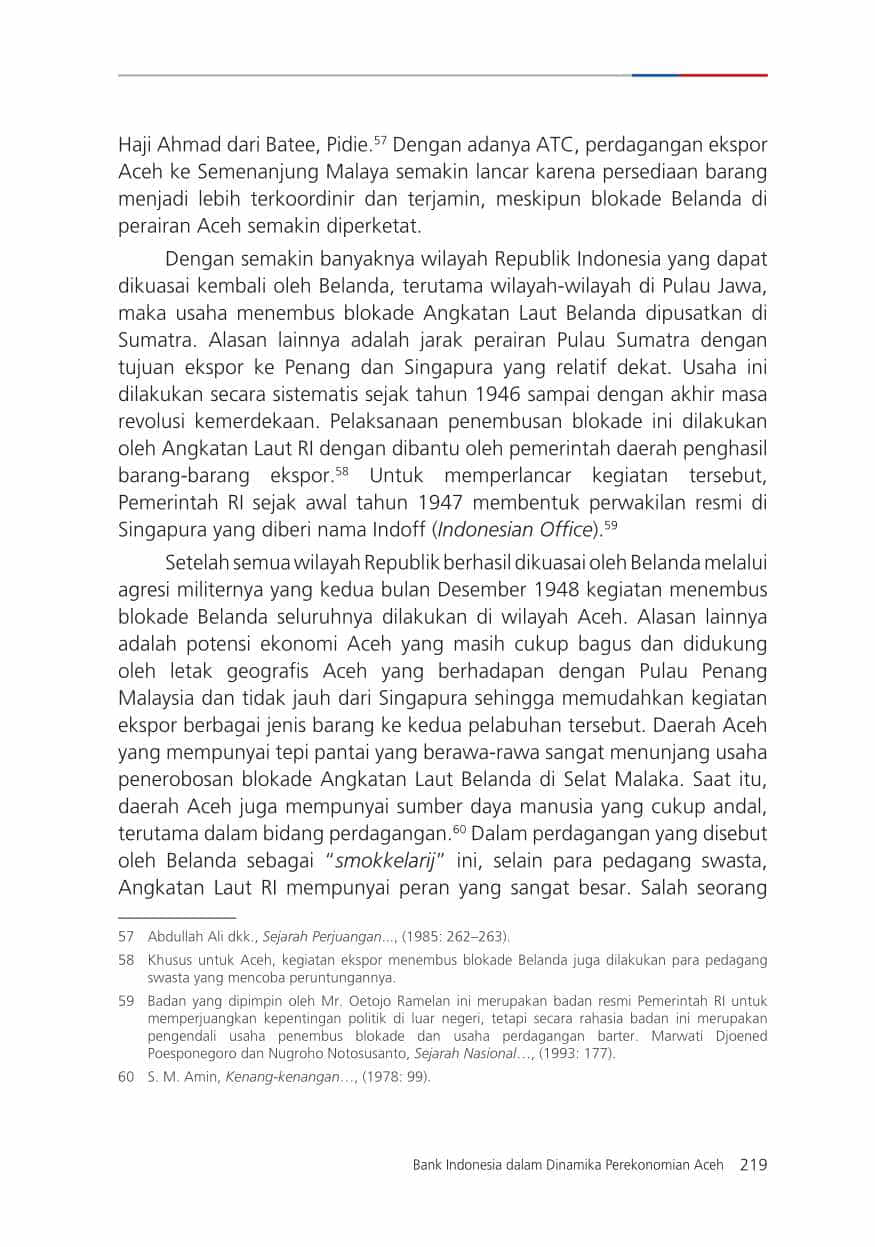 Haji Ahmad dari Batee, Pidie.57 Dengan adanya ATC, perdagangan ekspor
Aceh ke Semenanjung Malaya semakin lancar karena persediaan barang
menjadi lebih terkoordinir dan terjamin, meskipun blokade Belanda di
perairan Aceh semakin diperketat.
Dengan semakin banyaknya wilayah Republik Indonesia yang dapat
dikuasai kembali oleh Belanda, terutama wilayah-wilayah di Pulau Jawa,
maka usaha menembus blokade Angkatan Laut Belanda dipusatkan di
Sumatra. Alasan lainnya adalah jarak perairan Pulau Sumatra dengan
tujuan ekspor ke Penang dan Singapura yang relatif dekat. Usaha ini
dilakukan secara sistematis sejak tahun 1946 sampai dengan akhir masa
revolusi kemerdekaan. Pelaksanaan penembusan blokade ini dilakukan
oleh Angkatan Laut RI dengan dibantu oleh pemerintah daerah penghasil
barang-barang ekspor.58 Untuk memperlancar kegiatan tersebut,
Pemerintah RI sejak awal tahun 1947 membentuk perwakilan resmi di
Singapura yang diberi nama Indoff (Indonesian Office).59
Setelah semua wilayah Republik berhasil dikuasai oleh Belanda melalui
agresi militernya yang kedua bulan Desember 1948 kegiatan menembus
blokade Belanda seluruhnya dilakukan di wilayah Aceh. Alasan lainnya
adalah potensi ekonomi Aceh yang masih cukup bagus dan didukung
oleh letak geografis Aceh yang berhadapan dengan Pulau Penang
Malaysia dan tidak jauh dari Singapura sehingga memudahkan kegiatan
ekspor berbagai jenis barang ke kedua pelabuhan tersebut. Daerah Aceh
yang mempunyai tepi pantai yang berawa-rawa sangat menunjang usaha
penerobosan blokade Angkatan Laut Belanda di Selat Malaka. Saat itu,
daerah Aceh juga mempunyai sumber daya manusia yang cukup andal,
terutama dalam bidang perdagangan.60 Dalam perdagangan yang disebut
oleh Belanda sebagai “smokkelarij” ini, selain para pedagang swasta,
Angkatan Laut RI mempunyai peran yang sangat besar. Salah seorang
57 Abdullah Ali dkk., Sejarah Perjuangan..., (1985: 262–263).
58 Khusus untuk Aceh, kegiatan ekspor menembus blokade Belanda juga dilakukan para pedagang
swasta yang mencoba peruntungannya.
59 Badan yang dipimpin oleh Mr. Oetojo Ramelan ini merupakan badan resmi Pemerintah RI untuk
memperjuangkan kepentingan politik di luar negeri, tetapi secara rahasia badan ini merupakan
pengendali usaha penembus blokade dan usaha perdagangan barter. Marwati Djoened
Poesponegoro dan Nugroho Notosusanto, Sejarah Nasional…, (1993: 177).
60 S. M. Amin, Kenang-kenangan…, (1978: 99).
Bank Indonesia dalam Dinamika Perekonomian Aceh 219